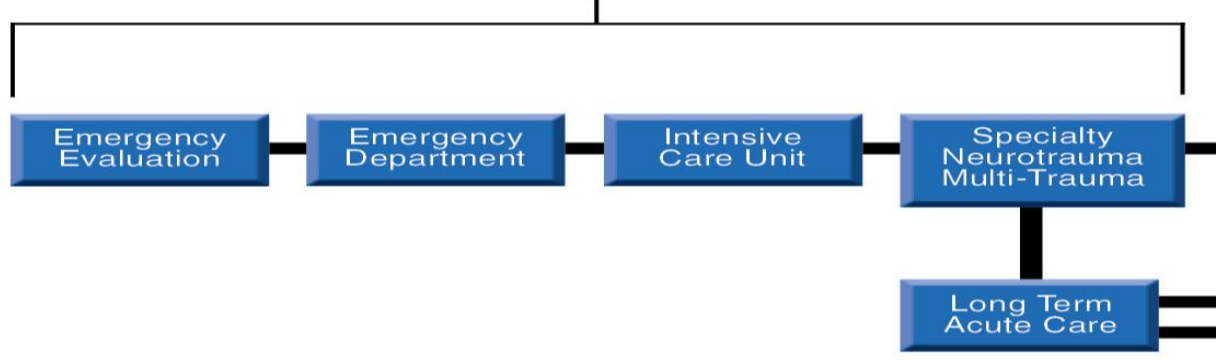 Emergency
Evaluation
Emergency
Department
Intensive
Care Unit
Specialty
Neurotrauma
Multi-Trauma
Long Term
Acute Care